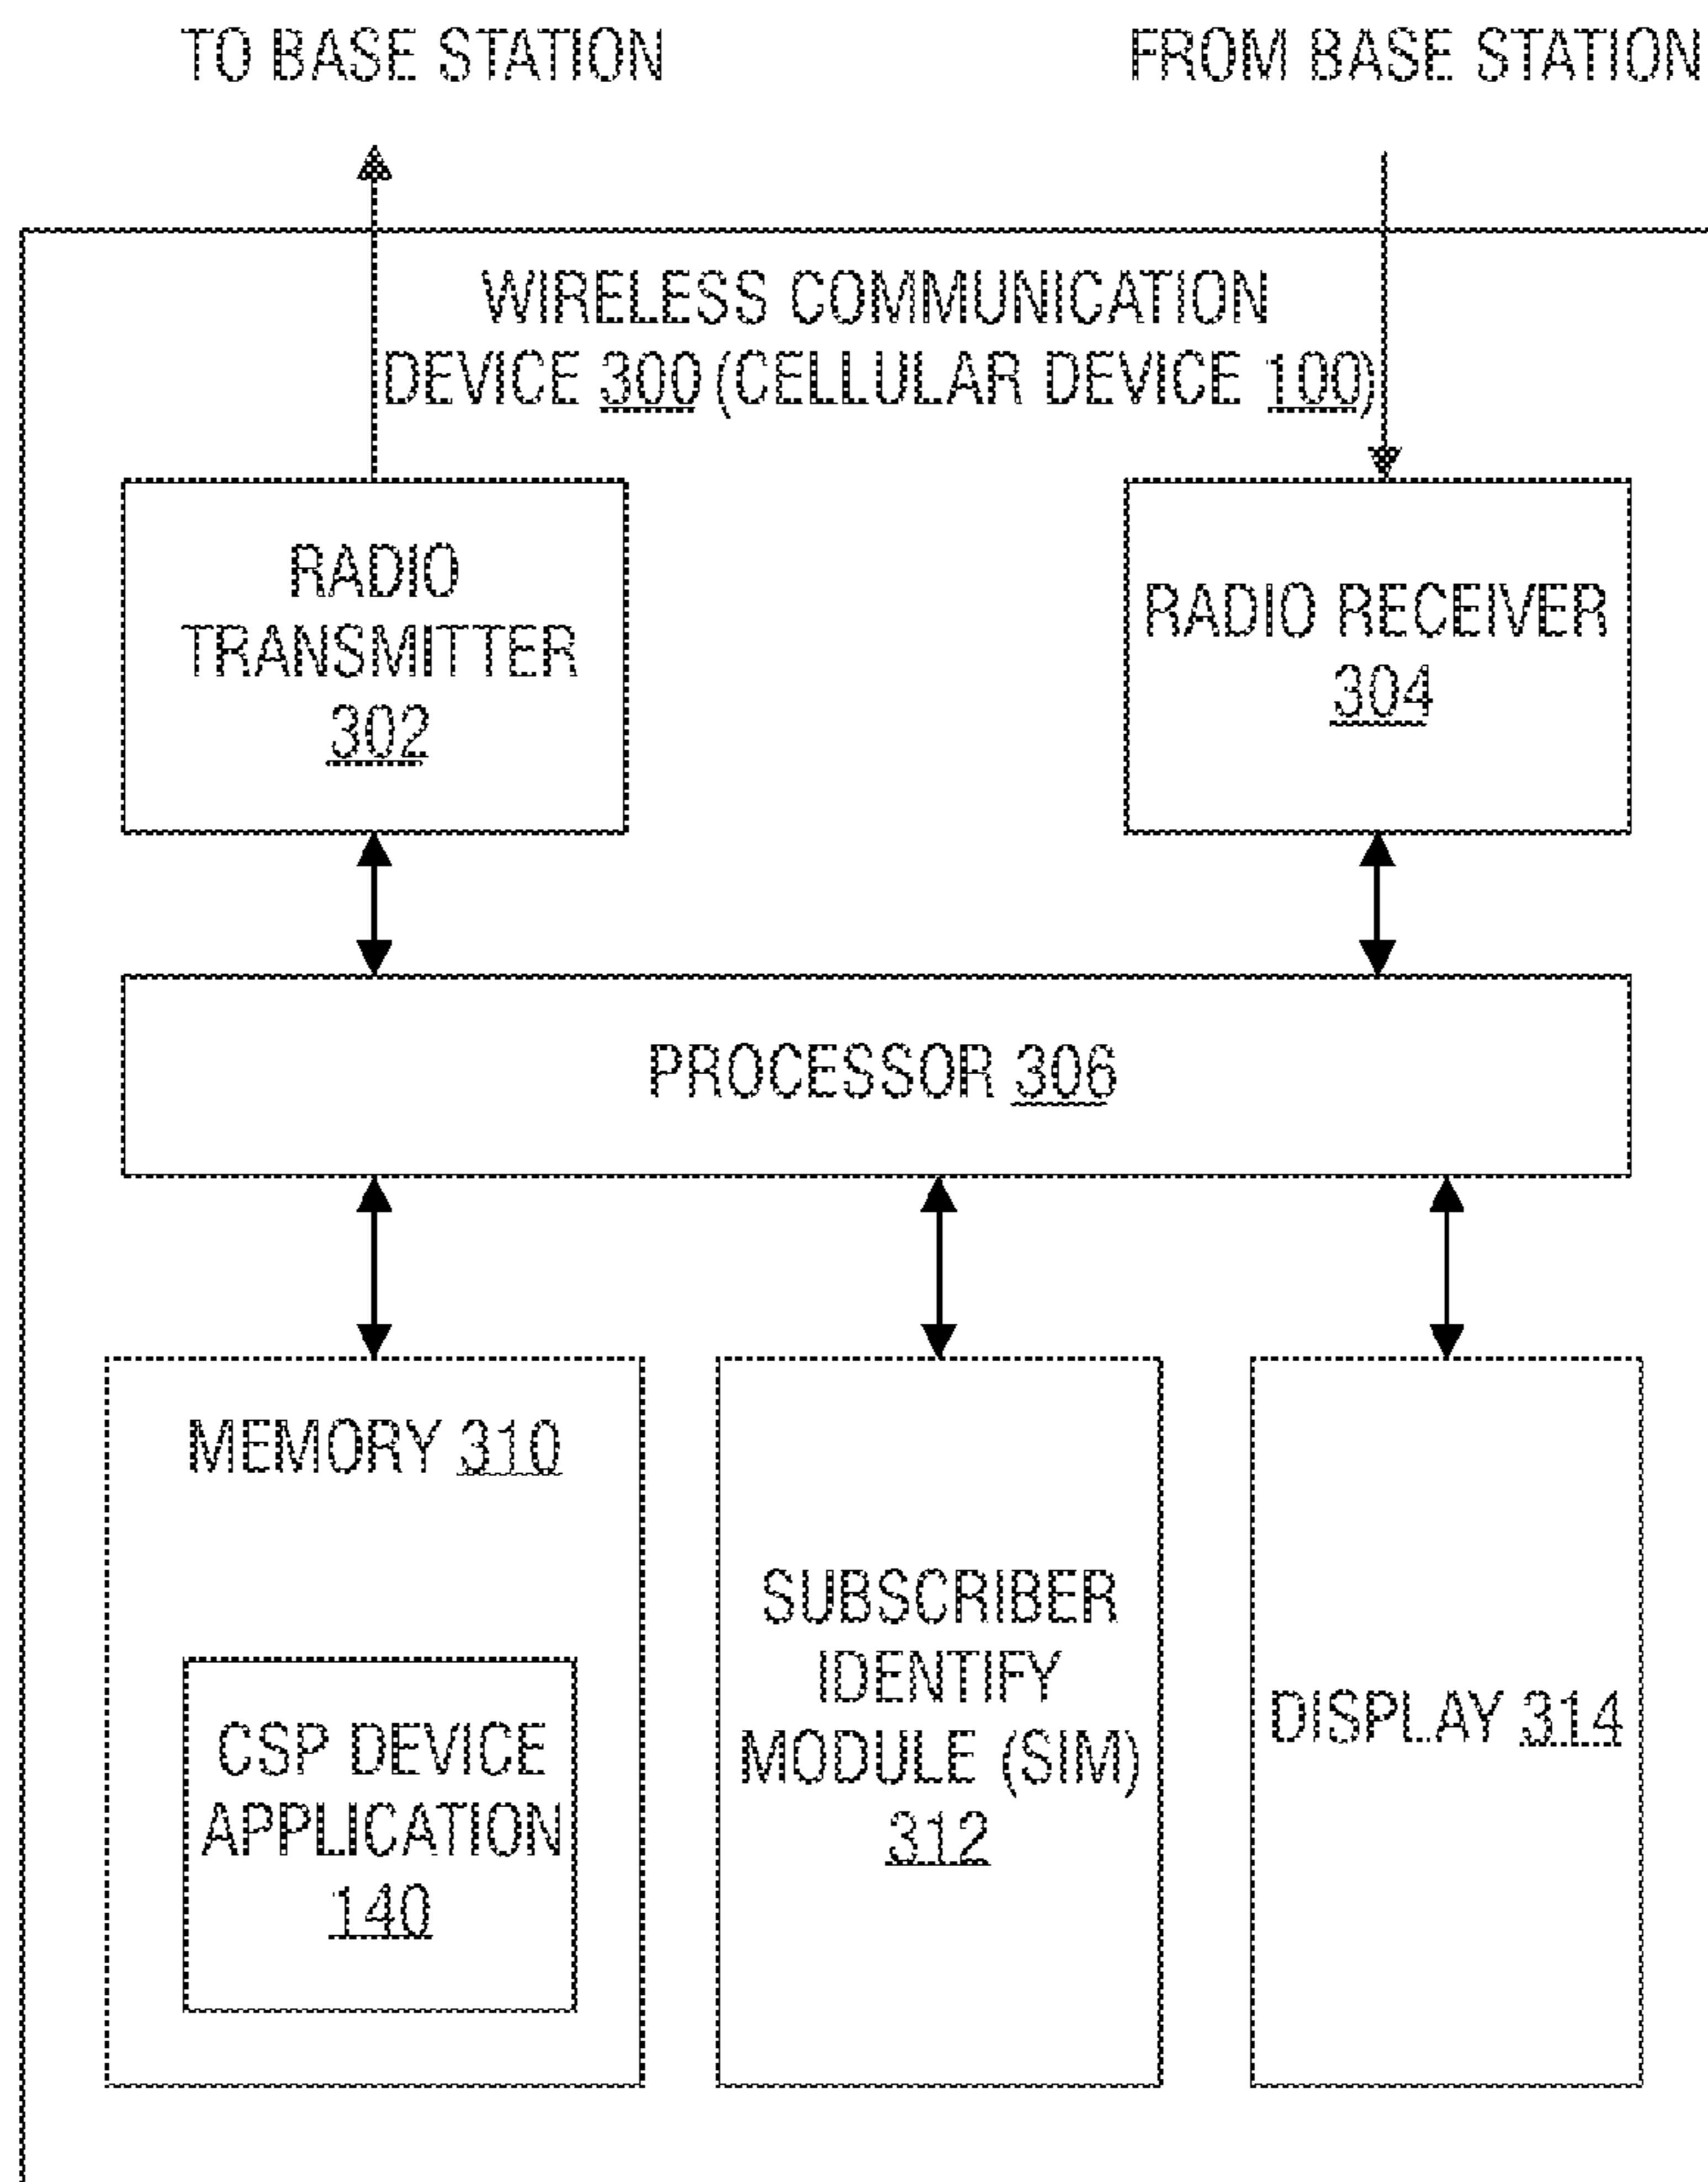 TO BASE STATION
FROM BASE STATION
WIRELESS COMMUNICATION
DEVICE 300 (CELLULAR DEVICE 100)
RADIO
TRANSMITTER
302
RADIO RECEIVER
304
PROCESSOR 306
MEMORY 310
CSP DEVICE
APPLICATION
140
SUBSCRIBER
IDENTIFY
MODULE (SIM)
312
DISPLAY 314